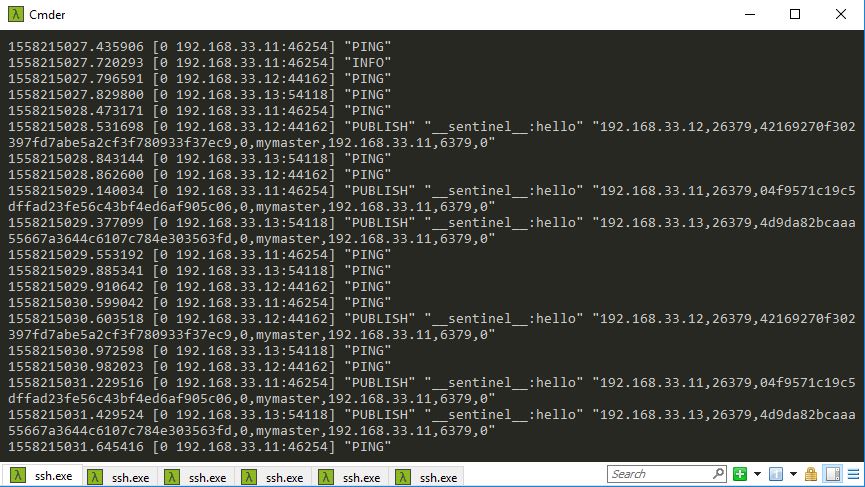 Cmder
1558215027.435906 [0 192.168.33.11:46254] "PING"
1558215027.720293 [0 192.168.33.11:46254] "INFO"
1558215027.796591 [0 192.168.33.12:44162] "PING"
1558215027.829800 [0 192.168.33.13:54118] "PING"
1558215028.473171 [0 192.168.33.11:46254] "PING"
1558215028.531698 [0 192.168.33.12:44162] "PUBLISH" "__sentinel__:hello" "192.168.33.12,26379,42169270f302
397fd7abe5a2cf3f780933f37ec9,0,mymaster,192.168.33.11,6379,0"
1558215028.843144 [0 192.168.33.13:54118] "PING"
1558215028.862600 [0 192.168.33.12:44162] "PING"
1558215029.140034 [0 192.168.33.11:46254] "PUBLISH" "__sentinel__:hello" "192.168.33.11,26379,04f9571c19c5
dffad23fe56c43bf4ed6af905c06,0,mymaster,192.168.33.11,6379,0"
1558215029.377099 [0 192.168.33.13:54118] "PUBLISH" "__sentinel__:hello" "192.168.33.13,26379,4d9da82bcaaa
55667a3644c6107c784e303563fd,0,mymaster,192.168.33.11,6379,0"
1558215029.553192 [0 192.168.33.11:46254] "PING"
1558215029.885341 [0 192.168.33.13:54118] "PING"
1558215029.910642 [0 192.168.33.12:44162] "PING"
1558215030.599042 [0 192.168.33.11:46254] "PING"
1558215030.603518 [0 192.168.33.12:44162] "PUBLISH" "__sentinel__:hello" "192.168.33.12,26379,42169270f302
397fd7abe5a2cf3f780933f37ec9,0,mymaster,192.168.33.11,6379,0"
1558215030.972598 [0 192.168.33.13:54118] "PING"
1558215030.982023 [0 192.168.33.12:44162] "PING"
1558215031.229516 [0 192.168.33.11:46254] "PUBLISH" "__sentinel__:hello" "192.168.33.11,26379,04f9571c19c5
dffad23fe56c43bf4ed6af905c06,0,mymaster,192.168.33.11,6379,0"
1558215031.429524 [0 192.168.33.13:54118] "PUBLISH" "__sentinel__:hello" "192.168.33.13,26379,4d9da82bcaaa
55667a3644c6107c784e303563fd,0,mymaster,192.168.33.11,6379,0"
1558215031.645416 [0 192.168.33.11:46254] "PING"
λ ssh.exe λ ssh.exe λ ssh.exe λ ssh.exe λ ssh.exe λ ssh.exe Search